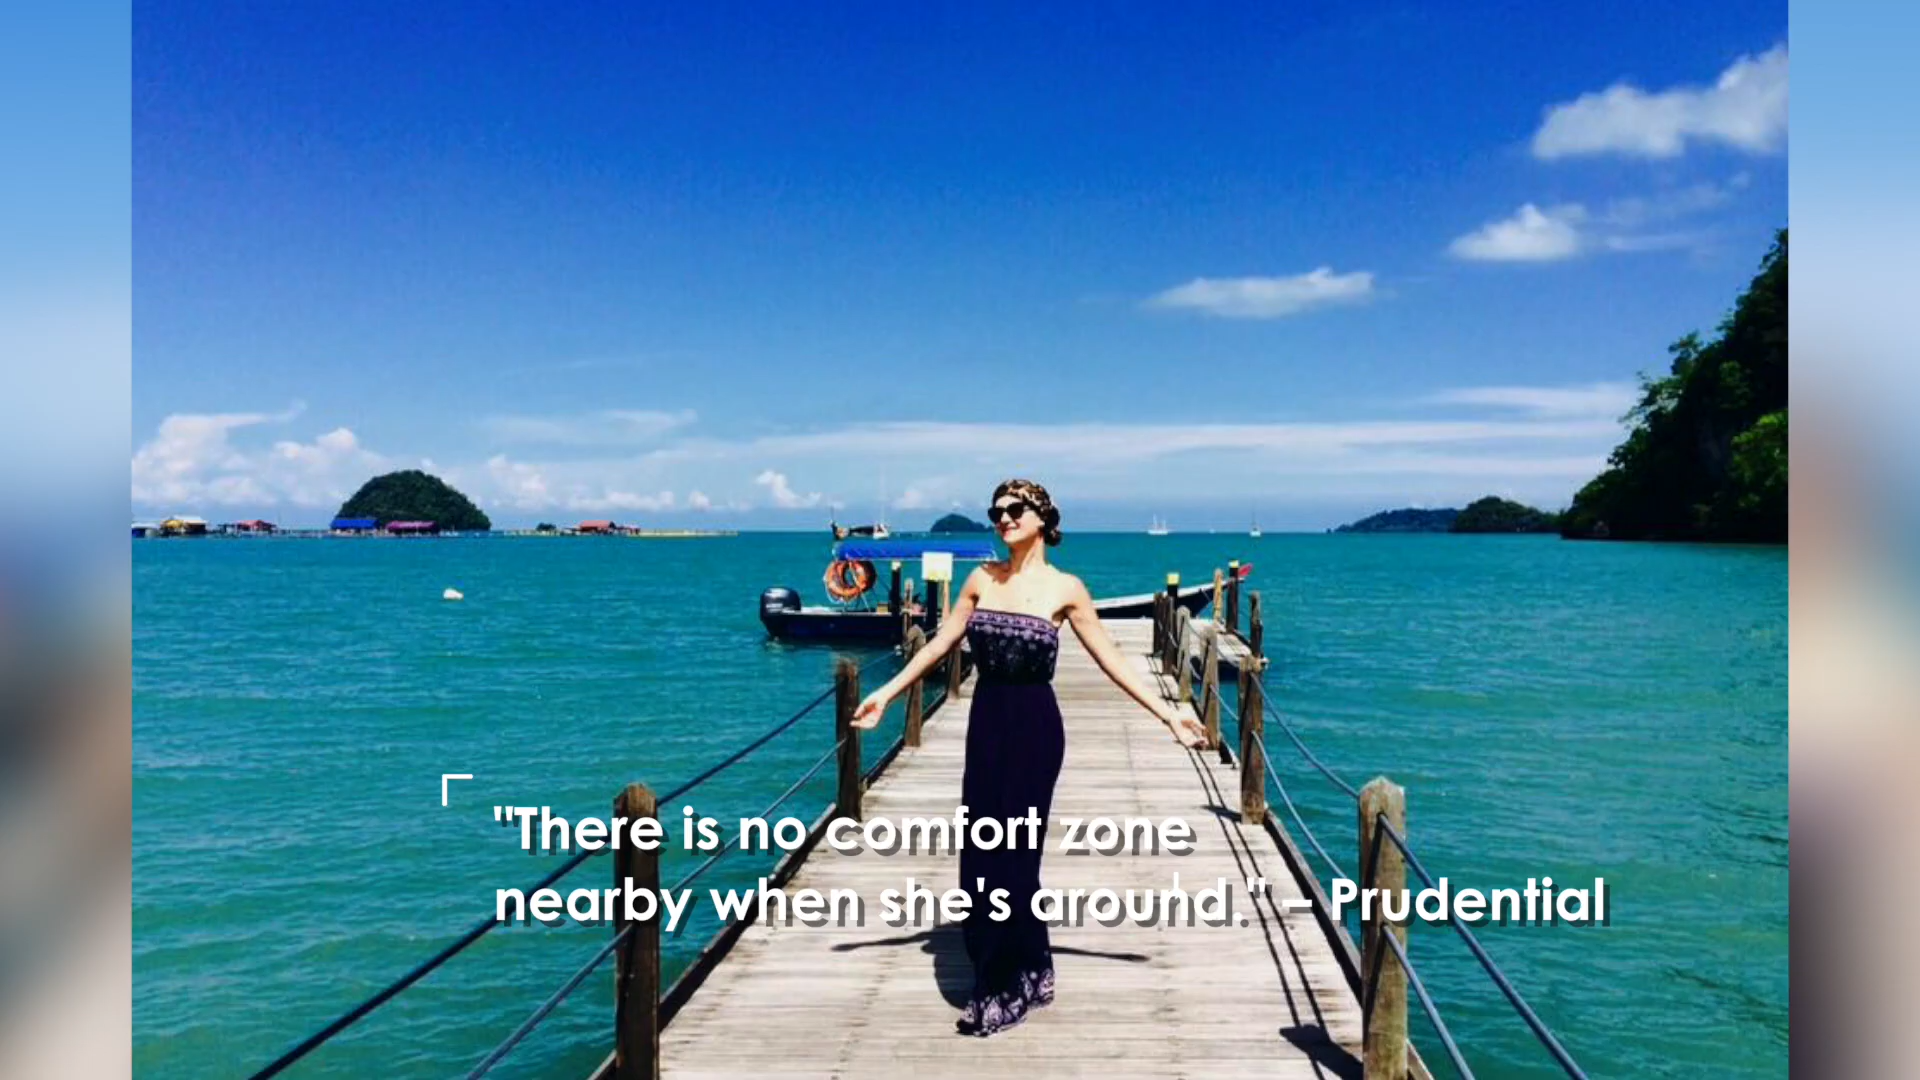 "There is no comfort zone
nearby when she's around." – Prudential